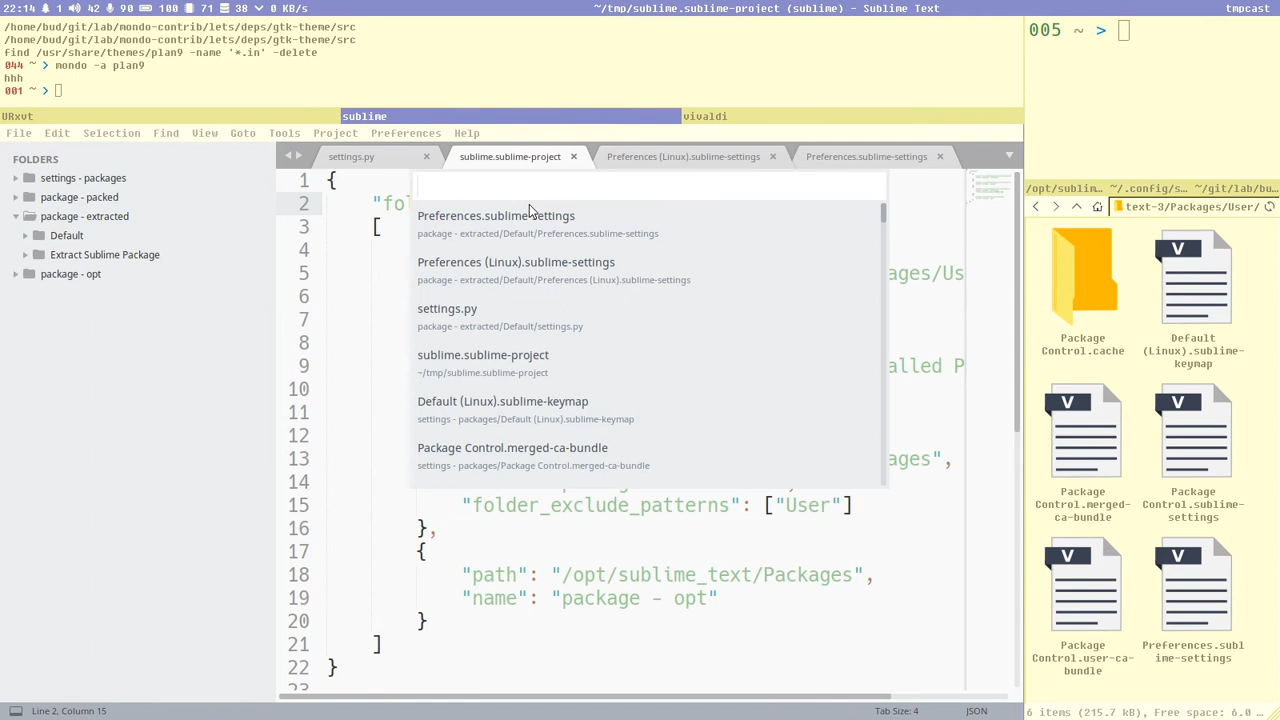 22:14 1 42 90 100 71 38 0 KB/s
~/tmp/sublime.sublime-project (sublime) - Sublime Text
tmpcast
/home/bud/git/lab/mondo-contrib/lets/deps/gtk-theme/src
/home/bud/git/lab/mondo-contrib/lets/deps/gtk-theme/src
find /usr/share/themes/plan9 -name '*.in' -delete
044 ~ > mondo -a plan9
hhh
001 ~ >
005 ~ >
URxvt
sublime
vivaldi
File Edit Selection Find View Goto Tools Project Preferences Help
FOLDERS
settings - packages
package - packed
package - extracted
Default
Extract Sublime Package
package - opt
settings.py
sublime.sublime-project
Preferences (Linux).sublime-settings
Preferences.sublime-settings
1 {
2 "fo
3 [
4
5 ages/Us
6
7
8
9 alled P
10
11
12
13 ages",
14
15 "folder_exclude_patterns": ["User"]
16 },
17 {
18 "path": "/opt/sublime_text/Packages",
19 "name": "package - opt"
20 }
21 ]
22 }
23
Preferences.sublime-settings
package - extracted/Default/Preferences.sublime-settings
Preferences (Linux).sublime-settings
package - extracted/Default/Preferences (Linux).sublime-settings
settings.py
package - extracted/Default/settings.py
sublime.sublime-project
~/tmp/sublime.sublime-project
Default (Linux).sublime-keymap
settings - packages/Default (Linux).sublime-keymap
Package Control.merged-ca-bundle
settings - packages/Package Control.merged-ca-bundle
Line 2, Column 15
Tab Size: 4
JSON
/opt/sublim… ~/.config/s… ~/git/lab/bu…
text-3/Packages/User/
Package
Control.cache
Default
(Linux).sublime-
keymap
Package
Control.merged-
ca-bundle
Package
Control.sublime-
settings
Package
Control.user-ca-
bundle
Preferences.subl
ime-settings
6 items (215.7 kB), Free space: 6.0 …